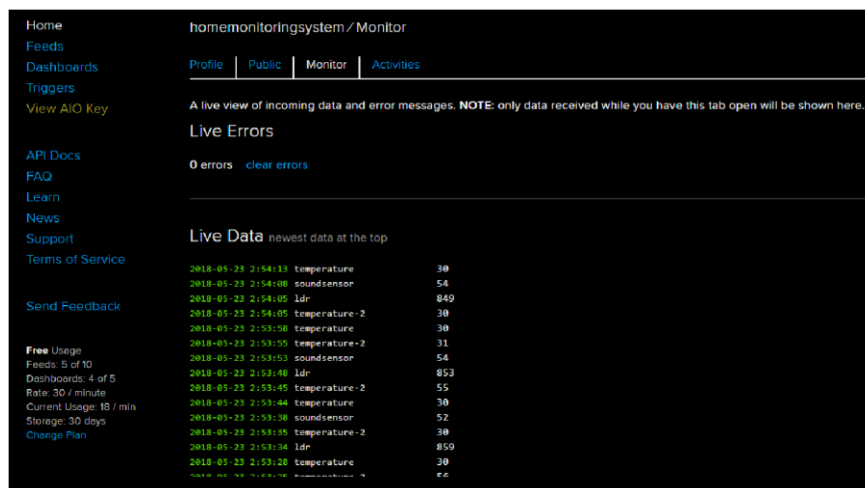 Home
Feeds
Dashboards
Triggers
View AIO Key
API Docs
FAQ
Learn
News
Support
Terms of Service
Send Feedback
Free Usage
Feeds: 5 of 10
Dashboards: 4 of 5
Rate: 30 / minute
Current Usage: 18 / min
Storage: 30 days
Change Plan
homemonitoringsystem / Monitor
Profile Public Monitor Activities
A live view of incoming data and error messages. NOTE: only data received while you have this tab open will be shown here.
Live Errors
0 errors clear errors
Live Data newest data at the top
2018-05-23 2:54:13 temperature 30
2018-05-23 2:54:08 soundsensor 54
2018-05-23 2:54:05 ldr 849
2018-05-23 2:54:05 temperature-2 30
2018-05-23 2:53:58 temperature 30
2018-05-23 2:53:55 temperature-2 31
2018-05-23 2:53:53 soundsensor 54
2018-05-23 2:53:48 ldr 853
2018-05-23 2:53:45 temperature-2 55
2018-05-23 2:53:44 temperature 30
2018-05-23 2:53:38 soundsensor 52
2018-05-23 2:53:35 temperature-2 30
2018-05-23 2:53:34 ldr 859
2018-05-23 2:53:28 temperature 30
2018-05-23 2:53:25 temperature-2 56